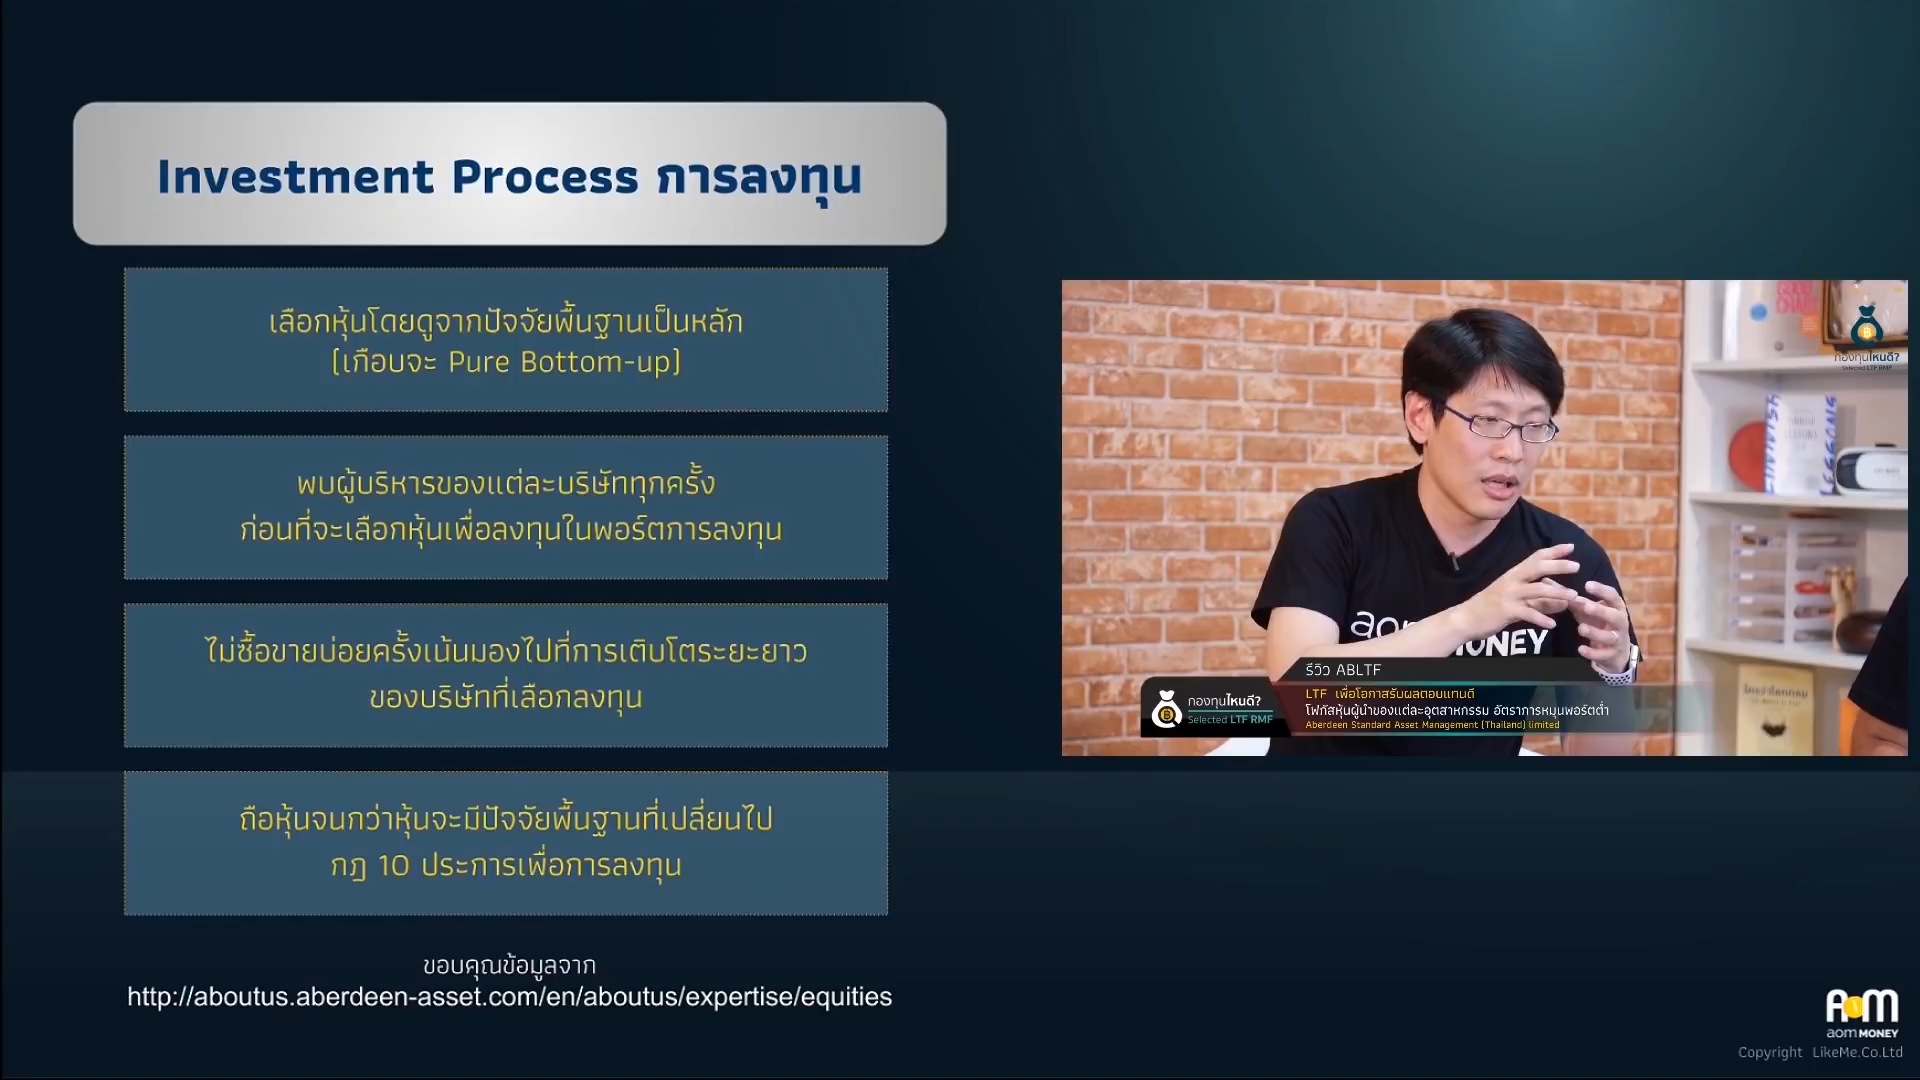 Investment Process การลงทุน
เลือกหุ้นโดยดูจากปัจจัยพื้นฐานเป็นหลัก
(เกือบจะ Pure Bottom-up)
พบผู้บริหารของแต่ละบริษัททุกครั้ง
ก่อนที่จะเลือกหุ้นเพื่อลงทุนในพอร์ตการลงทุน
ไม่ซื้อขายบ่อยครั้งเน้นมองไปที่การเติบโตระยะยาว
ของบริษัทที่เลือกลงทุน
ถือหุ้นจนกว่าหุ้นจะมีปัจจัยพื้นฐานที่เปลี่ยนไป
กฎ 10 ประการเพื่อการลงทุน
ขอบคุณข้อมูลจาก
http://aboutus.aberdeen-asset.com/en/aboutus/expertise/equities
กองทุนไหนดี?
Selected LTF RMF
LESSONS
MONEY
รีวิว ABLTF
กองทุนไหนดี?
Selected LTF RMF
LTF เพื่อโอกาสรับผลตอบแทนดี
โฟกัสหุ้นผู้นำของแต่ละอุตสาหกรรม อัตราการหมุนพอร์ตต่ำ
Aberdeen Standard Asset Management (Thailand) limited
AOM
aomMONEY
Copyright LikeMe.Co.Ltd